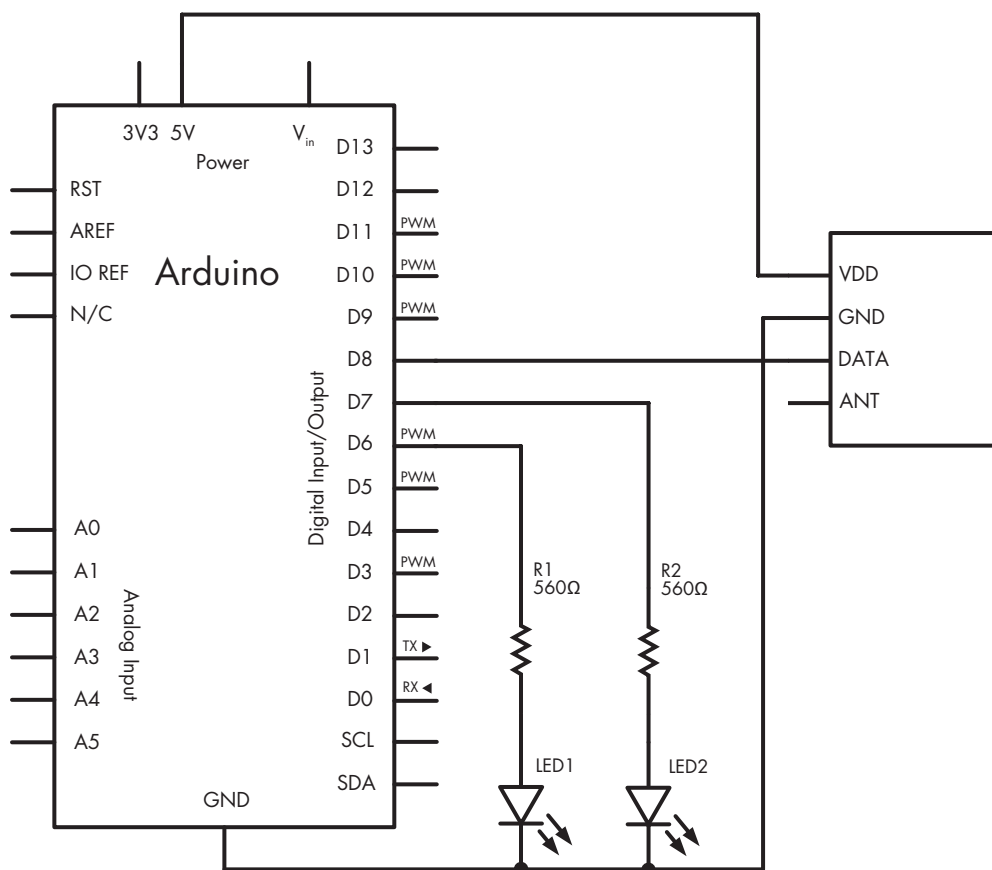 3V3 5V
V in
Power
Arduino
RST
AREF
IO REF
N/C
A0
A1
A2
A3
A4
A5
Analog Input
GND
D13
D12
D11 PWM
D10 PWM
D9 PWM
D8
D7
D6 PWM
D5 PWM
D4
D3 PWM
D2
D1 TX ▶
D0 RX ◀
SCL
SDA
Digital Input/Output
R1
560Ω
R2
560Ω
LED1
LED2
VDD
GND
DATA
ANT